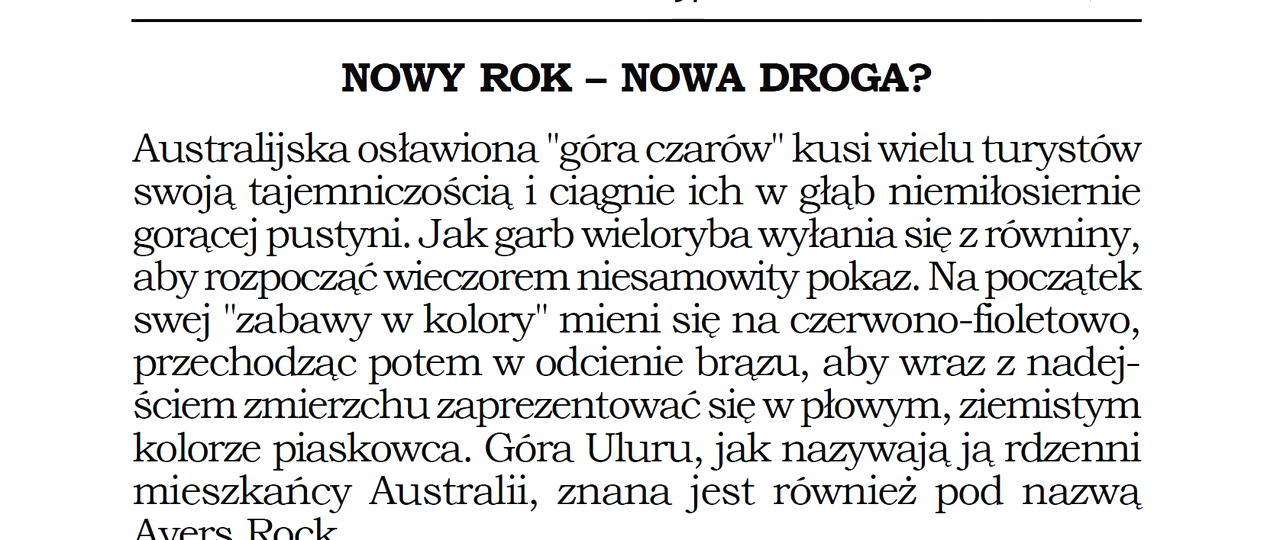 NOWY ROK – NOWA DROGA?
Australijska osławiona "góra czarów" kusi wielu turystów
swoją tajemniczością i ciągnie ich w głąb niemiłosiernie
gorącej pustyni. Jak garb wieloryba wyłania się z równiny,
aby rozpocząć wieczorem niesamowity pokaz. Na początek
swej "zabawy w kolory" mieni się na czerwono-fioletowo,
przechodząc potem w odcienie brązu, aby wraz z nadej-
ściem zmierzchu zaprezentować się w płowym, ziemistym
kolorze piaskowca. Góra Uluru, jak nazywają ją rdzenni
mieszkańcy Australii, znana jest również pod nazwą
Ayers Rock